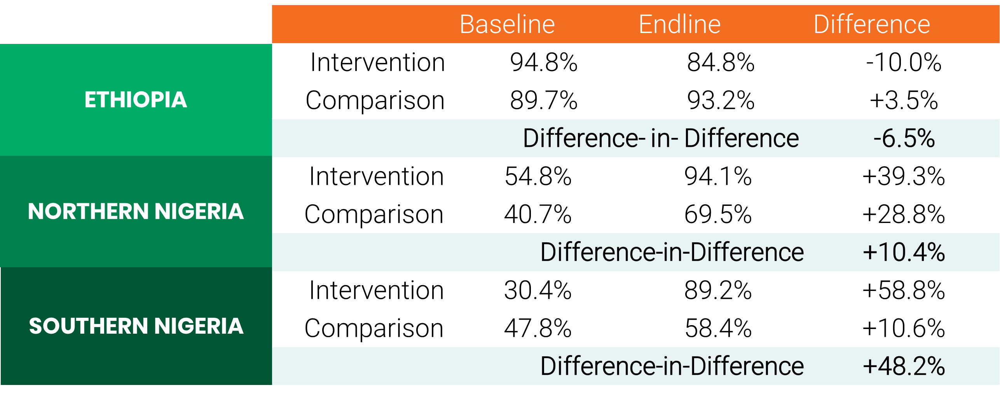 Baseline Endline Difference
ETHIOPIA
Intervention 94.8% 84.8% -10.0%
Comparison 89.7% 93.2% +3.5%
Difference- in- Difference -6.5%
NORTHERN NIGERIA
Intervention 54.8% 94.1% +39.3%
Comparison 40.7% 69.5% +28.8%
Difference-in-Difference +10.4%
SOUTHERN NIGERIA
Intervention 30.4% 89.2% +58.8%
Comparison 47.8% 58.4% +10.6%
Difference-in-Difference +48.2%